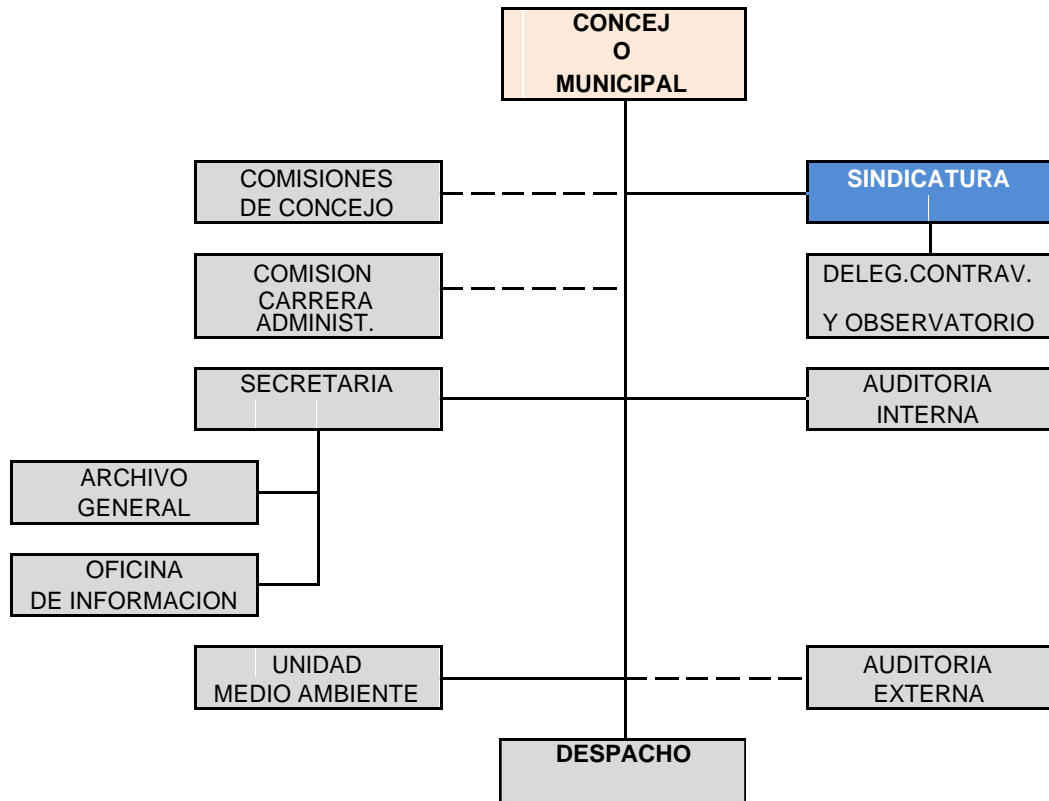 CONCEJ
O
MUNICIPAL
COMISIONES
DE CONCEJO
SINDICATURA
COMISION
CARRERA
ADMINIST.
DELEG.CONTRAV.
Y OBSERVATORIO
SECRETARIA
AUDITORIA
INTERNA
ARCHIVO
GENERAL
OFICINA
DE INFORMACION
UNIDAD
MEDIO AMBIENTE
AUDITORIA
EXTERNA
DESPACHO